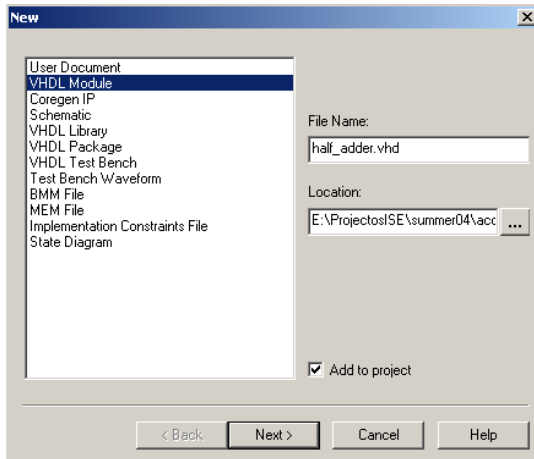 New
User Document
VHDL Module
Coregen IP
Schematic
VHDL Library
VHDL Package
VHDL Test Bench
Test Bench Waveform
BMM File
MEM File
Implementation Constraints File
State Diagram
File Name:
half_adder.vhd
Location:
E:\ProjectosISE\summer04\acc
...
Add to project
< Back
Next >
Cancel
Help